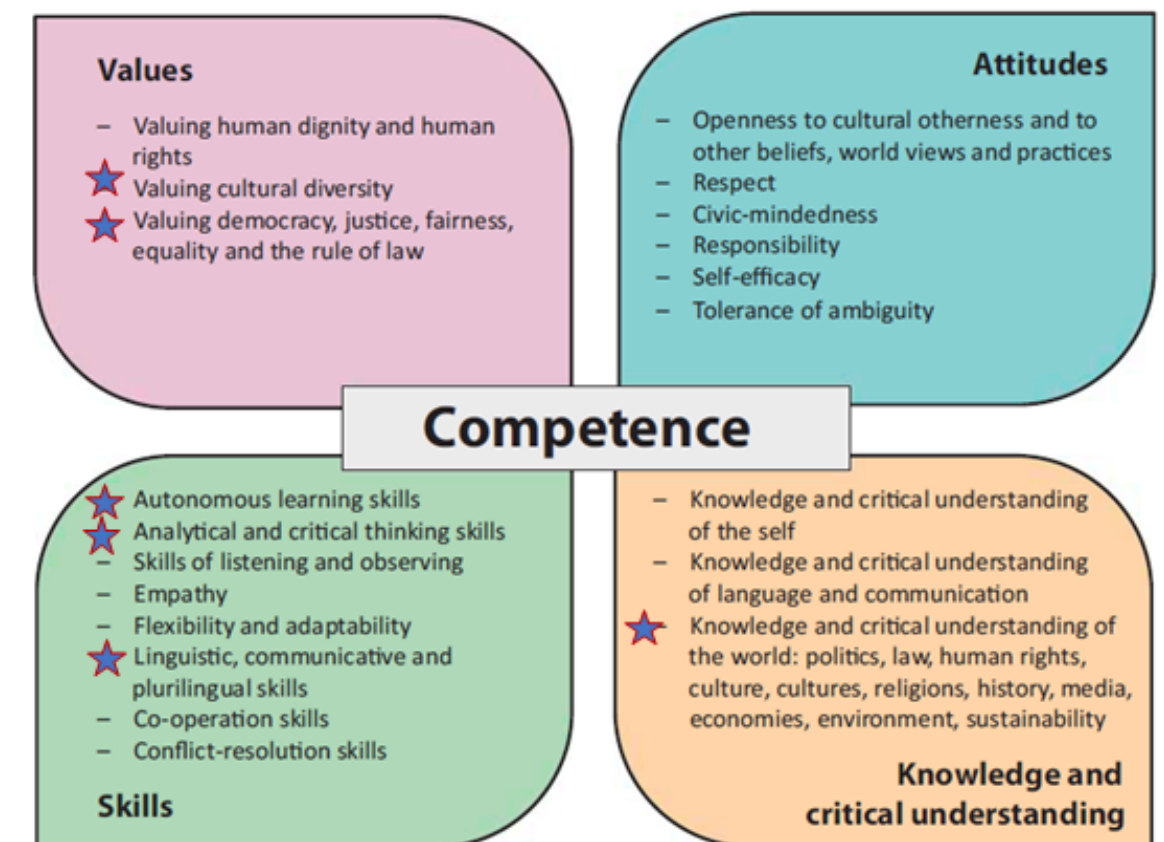 Values
– Valuing human dignity and human
rights
Valuing cultural diversity
Valuing democracy, justice, fairness,
equality and the rule of law
Attitudes
– Openness to cultural otherness and to
other beliefs, world views and practices
– Respect
– Civic-mindedness
– Responsibility
– Self-efficacy
– Tolerance of ambiguity
Competence
Autonomous learning skills
Analytical and critical thinking skills
– Skills of listening and observing
– Empathy
– Flexibility and adaptability
Linguistic, communicative and
plurilingual skills
– Co-operation skills
– Conflict-resolution skills
Skills
– Knowledge and critical understanding
of the self
– Knowledge and critical understanding
of language and communication
Knowledge and critical understanding of
the world: politics, law, human rights,
culture, cultures, religions, history, media,
economies, environment, sustainability
Knowledge and
critical understanding